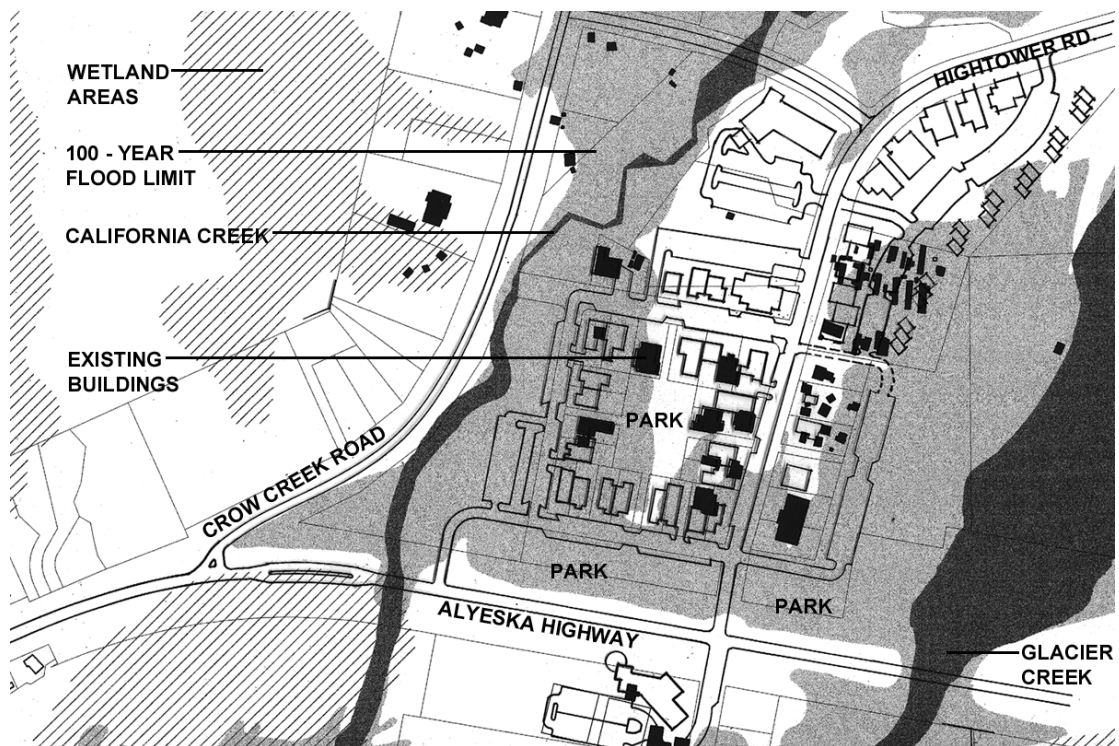 WETLAND
AREAS
100 - YEAR
FLOOD LIMIT
CALIFORNIA CREEK
EXISTING
BUILDINGS
CROW CREEK ROAD
HIGHTOWER RD.
PARK
PARK
PARK
ALYESKA HIGHWAY
GLACIER
CREEK